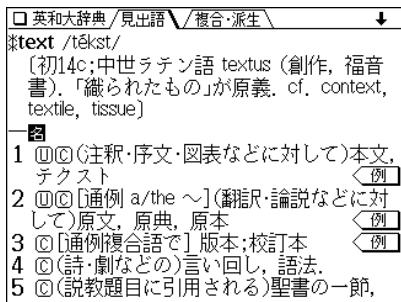 英和大辞典 見出語 複合・派生
*text /tékst/
〔初14c;中世ラテン語 textus (創作, 福音
書). 「織られたもの」が原義. cf. context,
textile, tissue〕
—名
1 ⓊⒸ(注釈・序文・図表などに対して)本文,
テクスト 例
2 ⓊⒸ[通例 a/the ~](翻訳・論説などに対
して)原文, 原典, 原本 例
3 Ⓒ[通例複合語で] 版本;校訂本 例
4 Ⓒ(詩・劇などの)言い回し, 語法.
5 Ⓒ(説教題目に引用される)聖書の一節,